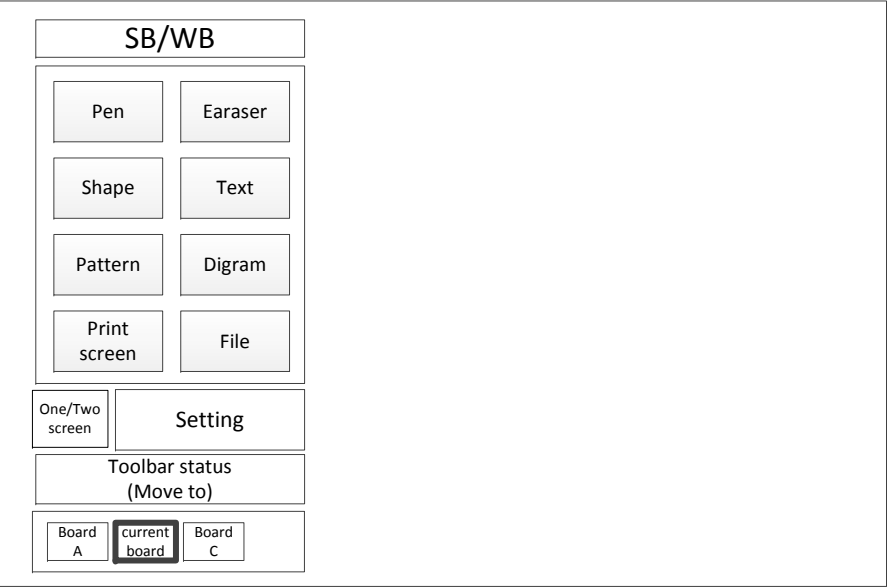 SB/WB
Pen
Earaser
Shape
Text
Pattern
Digram
Print
screen
File
One/Two
screen
Setting
Toolbar status
(Move to)
Board
A
current
board
Board
C